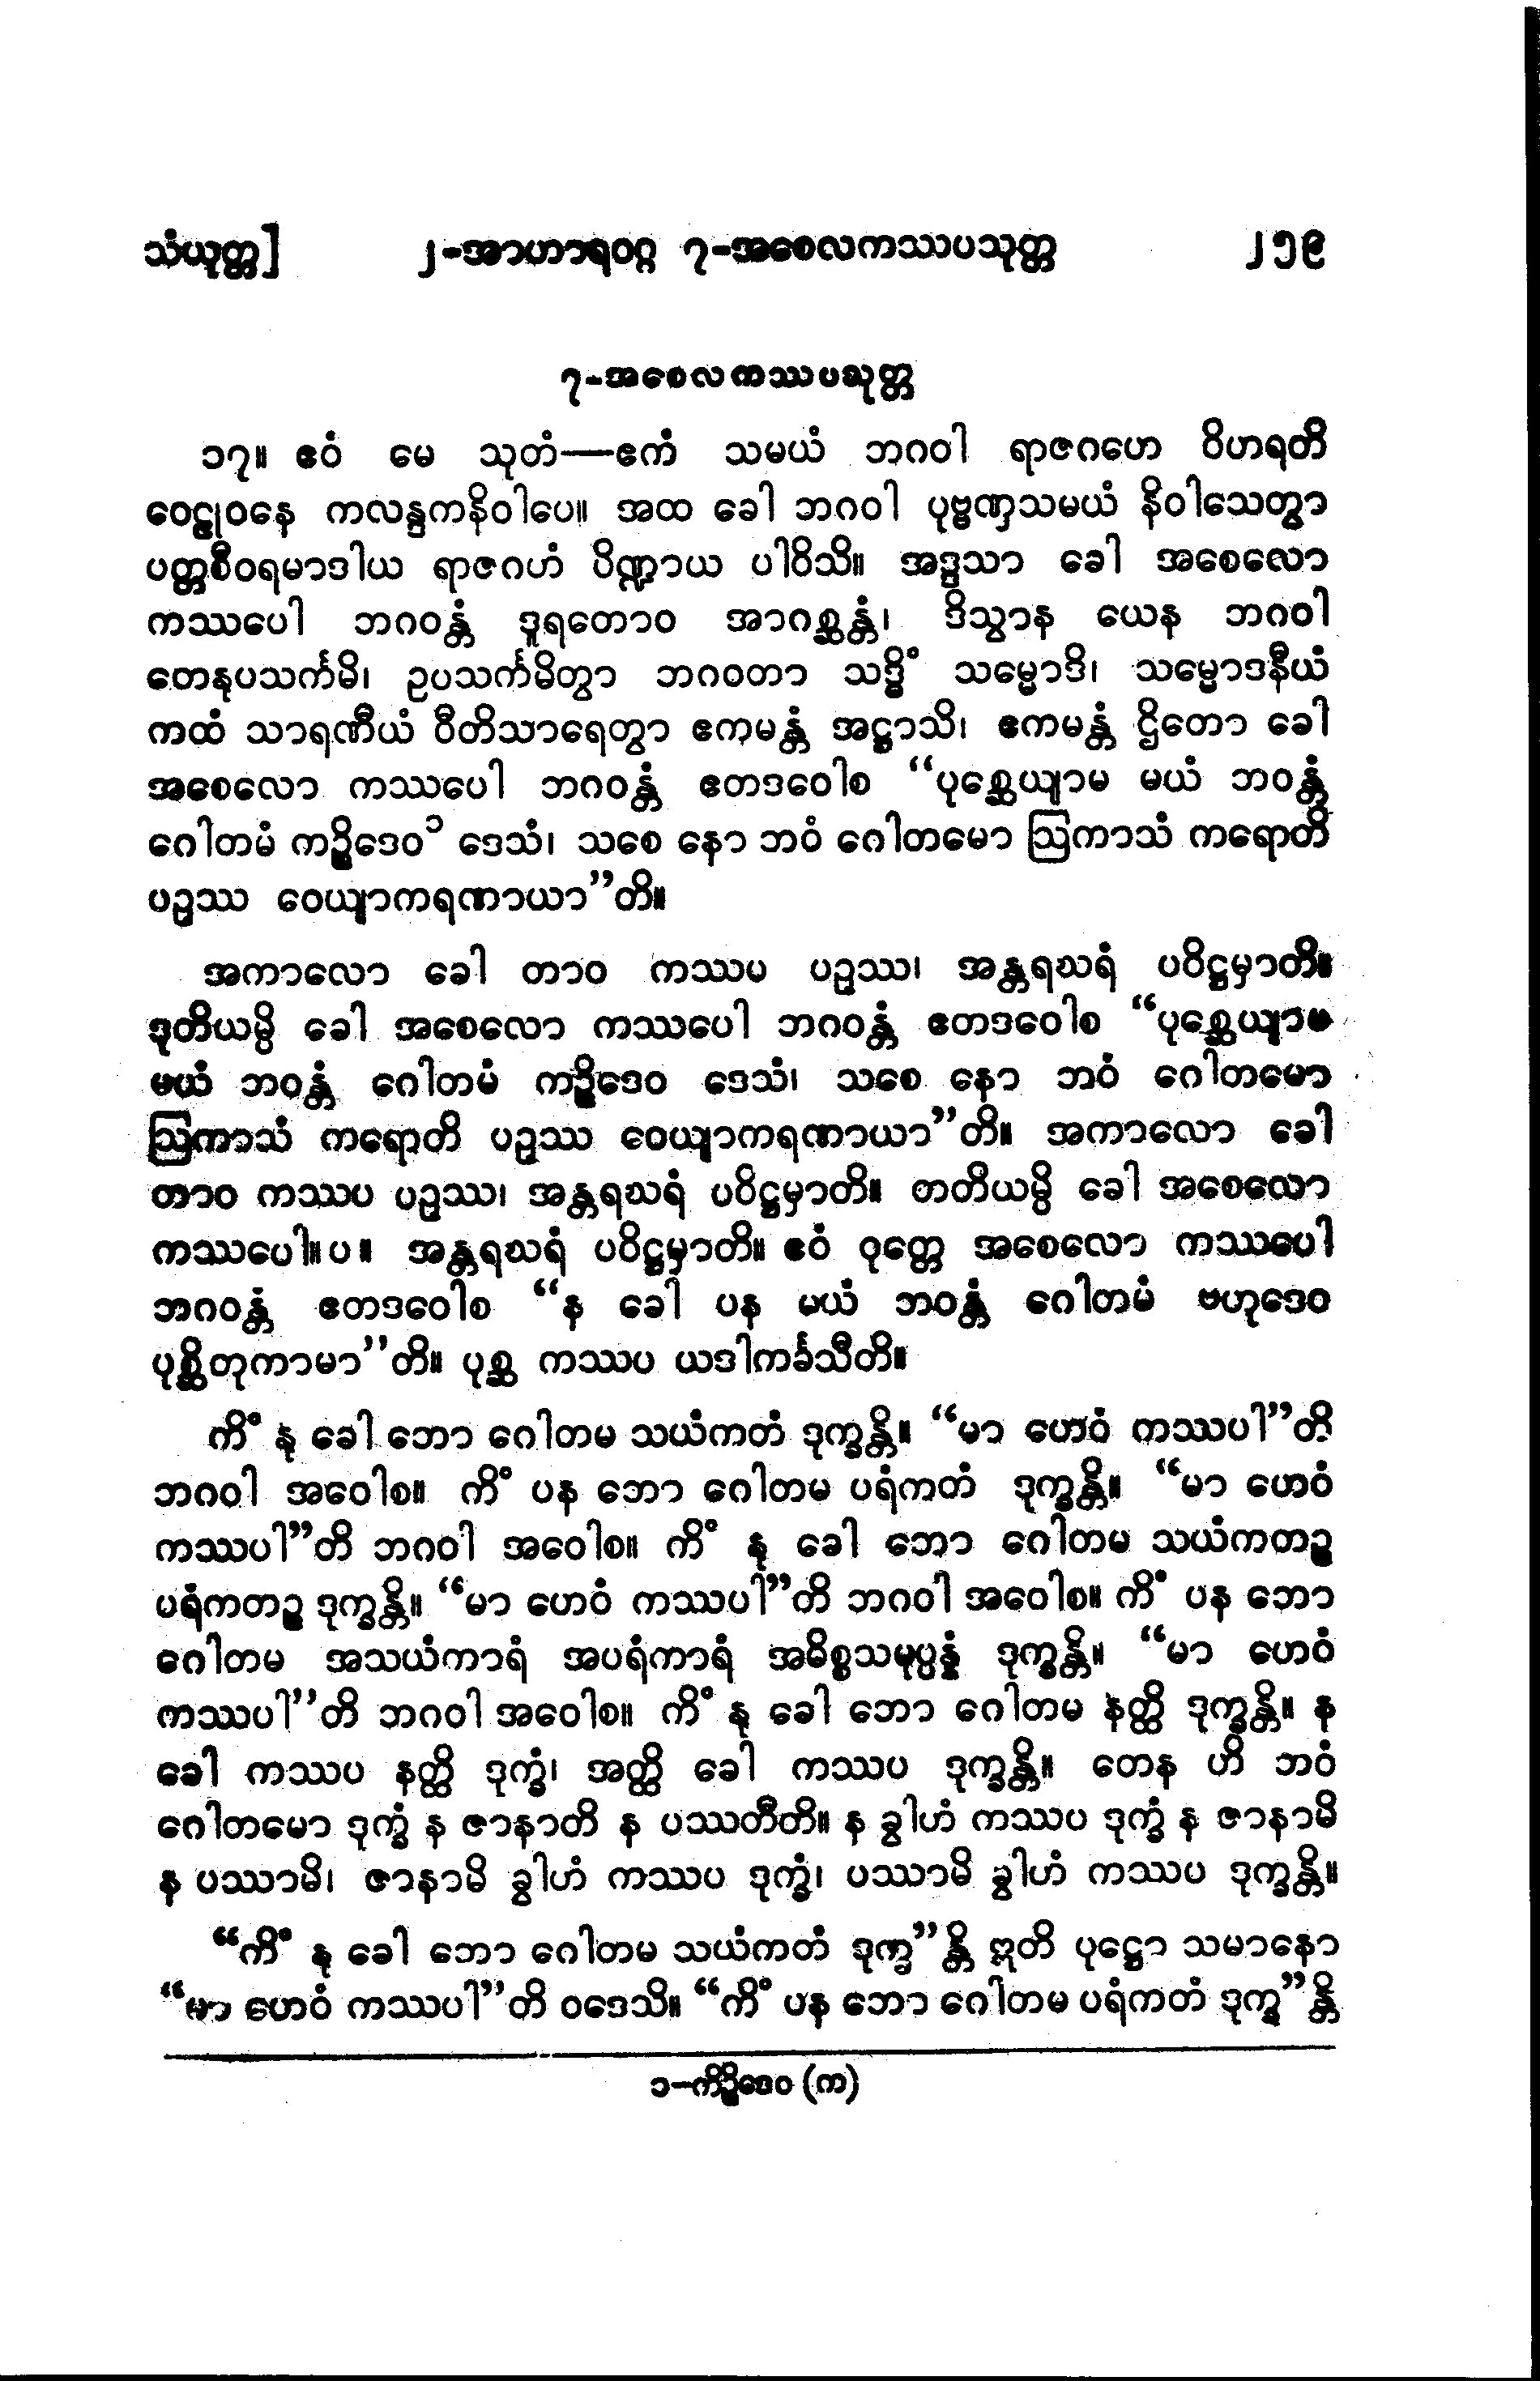 သံယုတ္တ] ၂-အာဟာရဝဂ္ဂ ၇-အစေလကဿပသုတ္တ ၂၅၉
၇-အစေလကဿပသုတ္တ
၁၇။ ဧဝံ မေ သုတံ—ဧကံ သမယံ ဘဂဝါ ရာဇဂဟေ ဝိဟရတိ
ဝေဠုဝနေ ကလန္ဒကနိဝါပေ။ အထ ခေါ ဘဂဝါ ပုဗ္ဗဏှသမယံ နိဝါသေတွာ
ပတ္တစီဝရမာဒါယ ရာဇဂဟံ ပိဏ္ဍာယ ပါဝိသိ။ အဒ္ဒသာ ခေါ အစေလော
ကဿပေါ ဘဂဝန္တံ ဒူရတောဝ အာဂစ္ဆန္တံ၊ ဒိသွာန ယေန ဘဂဝါ
တေနုပသင်္ကမိ၊ ဥပသင်္ကမိတွာ ဘဂဝတာ သဒ္ဓိံ သမ္မောဒိ၊ သမ္မောဒနီယံ
ကထံ သာရဏီယံ ဝီတိသာရေတွာ ဧကမန္တံ အဋ္ဌာသိ၊ ဧကမန္တံ ဌိတော ခေါ
အစေလော ကဿပေါ ဘဂဝန္တံ ဧတဒဝေါစ “ပုစ္ဆေယျာမ မယံ ဘဝန္တံ
ဂေါတမံ ကဉ္စိဒေဝ ၁ ဒေသံ၊ သစေ နော ဘဝံ ဂေါတမော ဩကာသံ ကရောတိ
ပဉှဿ ဝေယျာကရဏာယာ”တိ။
အကာလော ခေါ တာဝ ကဿပ ပဉှဿ၊ အန္တရဃရံ ပဝိဋ္ဌမှာတိ။
ဒုတိယမ္ပိ ခေါ အစေလော ကဿပေါ ဘဂဝန္တံ ဧတဒဝေါစ “ပုစ္ဆေယျာမ
မယံ ဘဝန္တံ ဂေါတမံ ကဉ္စိဒေဝ ဒေသံ၊ သစေ နော ဘဝံ ဂေါတမော
ဩကာသံ ကရောတိ ပဉှဿ ဝေယျာကရဏာယာ”တိ။ အကာလော ခေါ
တာဝ ကဿပ ပဉှဿ၊ အန္တရဃရံ ပဝိဋ္ဌမှာတိ။ တတိယမ္ပိ ခေါ အစေလော
ကဿပေါ။ပ။ အန္တရဃရံ ပဝိဋ္ဌမှာတိ။ ဧဝံ ဝုတ္တေ အစေလော ကဿပေါ
ဘဂဝန္တံ ဧတဒဝေါစ “န ခေါ ပန မယံ ဘဝန္တံ ဂေါတမံ ဗဟုဒေဝ
ပုစ္ဆိတုကာမာ”တိ။ ပုစ္ဆ ကဿပ ယဒါကင်္ခသီတိ။
ကိံ နု ခေါ ဘော ဂေါတမ သယံကတံ ဒုက္ခန္တိ။ “မာ ဟေဝံ ကဿပါ”တိ
ဘဂဝါ အဝေါစ။ ကိံ ပန ဘော ဂေါတမ ပရံကတံ ဒုက္ခန္တိ။ “မာ ဟေဝံ
ကဿပါ”တိ ဘဂဝါ အဝေါစ။ ကိံ နု ခေါ ဘော ဂေါတမ သယံကတဉ္စ
ပရံကတဉ္စ ဒုက္ခန္တိ။ “မာ ဟေဝံ ကဿပါ”တိ ဘဂဝါ အဝေါစ။ ကိံ ပန ဘော
ဂေါတမ အသယံကာရံ အပရံကာရံ အဓိစ္စသမုပ္ပန္နံ ဒုက္ခန္တိ။ “မာ ဟေဝံ
ကဿပါ”တိ ဘဂဝါ အဝေါစ။ ကိံ နု ခေါ ဘော ဂေါတမ နတ္ထိ ဒုက္ခန္တိ။ န
ခေါ ကဿပ နတ္ထိ ဒုက္ခံ၊ အတ္ထိ ခေါ ကဿပ ဒုက္ခန္တိ။ တေန ဟိ ဘဝံ
ဂေါတမော ဒုက္ခံ န ဇာနာတိ န ပဿတီတိ။ န ခွါဟံ ကဿပ ဒုက္ခံ န ဇာနာမိ
န ပဿာမိ၊ ဇာနာမိ ခွါဟံ ကဿပ ဒုက္ခံ၊ ပဿာမိ ခွါဟံ ကဿပ ဒုက္ခန္တိ။
“ကိံ နု ခေါ ဘော ဂေါတမ သယံကတံ ဒုက္ခ”န္တိ ဣတိ ပုဋ္ဌော သမာနော
“မာ ဟေဝံ ကဿပါ”တိ ဝဒေသိ။ “ကိံ ပန ဘော ဂေါတမ ပရံကတံ ဒုက္ခ”န္တိ
၁-ကိဉ္စိဒေဝ (က)